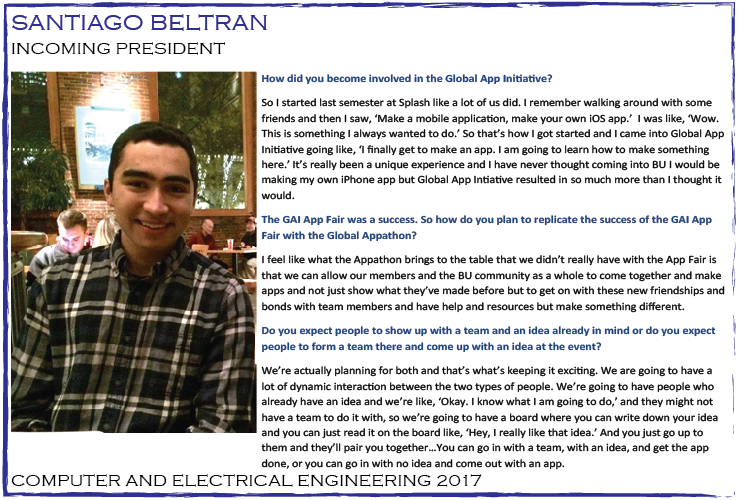 SANTIAGO BELTRAN
INCOMING PRESIDENT
How did you become involved in the Global App Initiative?
So I started last semester at Splash like a lot of us did. I remember walking around with some
friends and then I saw, ‘Make a mobile application, make your own iOS app.’  I was like, ‘Wow.
This is something I always wanted to do.’ So that’s how I got started and I came into Global App
Initiative going like, ‘I finally get to make an app. I am going to learn how to make something
here.’ It’s really been a unique experience and I have never thought coming into BU I would be
making my own iPhone app but Global App Intiative resulted in so much more than I thought it
would.
The GAI App Fair was a success. So how do you plan to replicate the success of the GAI App
Fair with the Global Appathon?
I feel like what the Appathon brings to the table that we didn’t really have with the App Fair is
that we can allow our members and the BU community as a whole to come together and make
apps and not just show what they’ve made before but to get on with these new friendships and
bonds with team members and have help and resources but make something different.
Do you expect people to show up with a team and an idea already in mind or do you expect
people to form a team there and come up with an idea at the event?
We’re actually planning for both and that’s what’s keeping it exciting. We are going to have a
lot of dynamic interaction between the two types of people. We’re going to have people who
already have an idea and we’re like, ‘Okay. I know what I am going to do,’ and they might not
have a team to do it with, so we’re going to have a board where you can write down your idea
and you can just read it on the board like, ‘Hey, I really like that idea.’ And you just go up to
them and they’ll pair you together…You can go in with a team, with an idea, and get the app
done, or you can go in with no idea and come out with an app.
COMPUTER AND ELECTRICAL ENGINEERING 2017